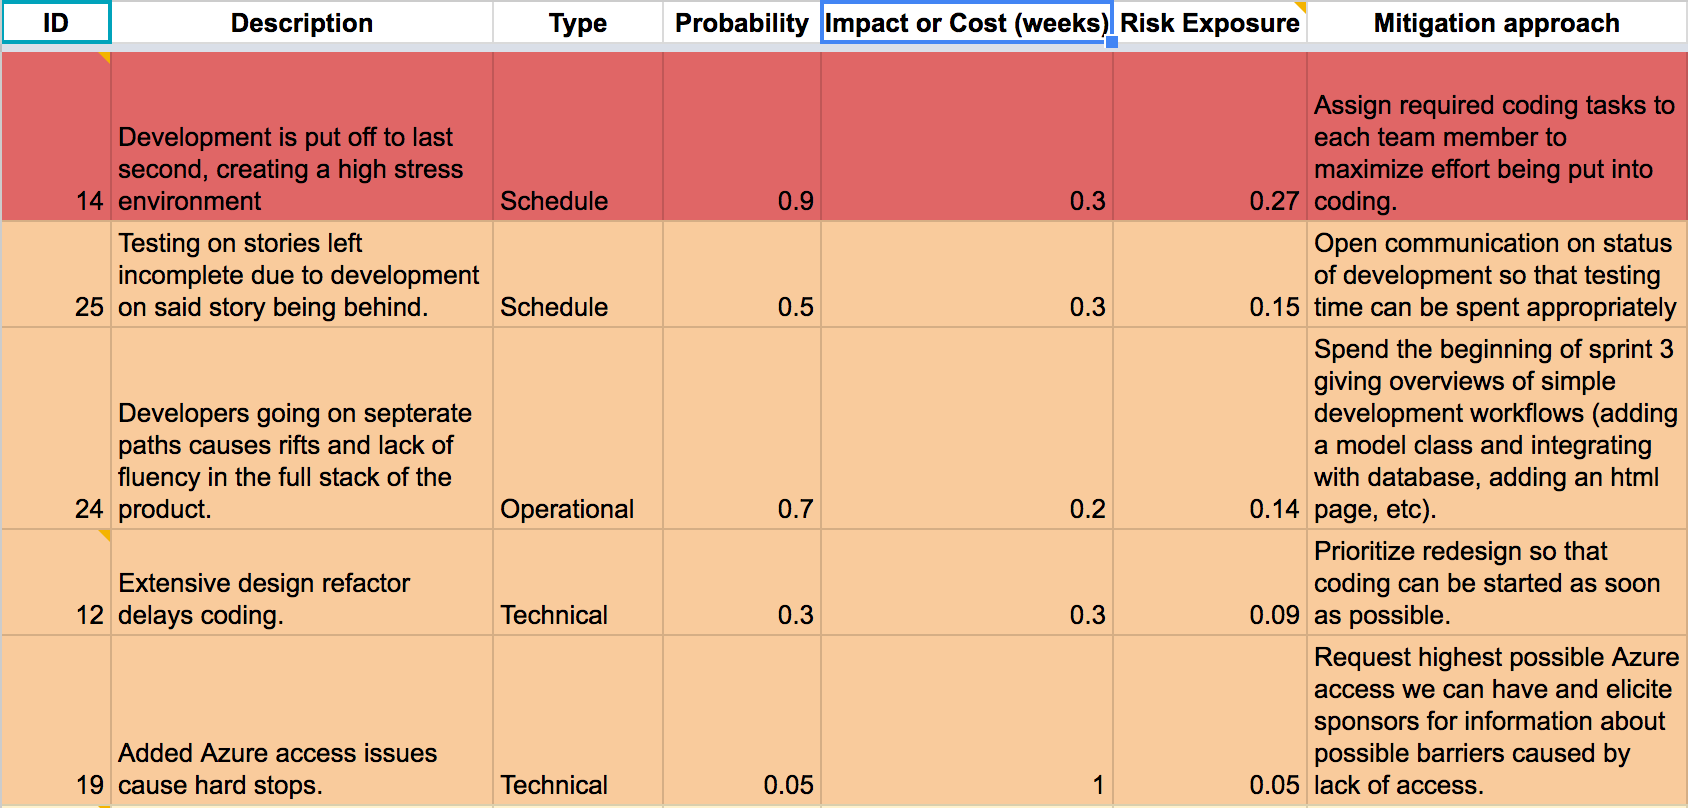 ID Description Type Probability Impact or Cost (weeks) Risk Exposure Mitigation approach
Assign required coding tasks to
Development is put off to last each team member to
second, creating a high stress maximize effort being put into
14 environment Schedule 0.9 0.3 0.27 coding.
Testing on stories left Open communication on status
incomplete due to development of development so that testing
25 on said story being behind. Schedule 0.5 0.3 0.15 time can be spent appropriately
Spend the beginning of sprint 3
giving overviews of simple
Developers going on septerate development workflows (adding
paths causes rifts and lack of a model class and integrating
fluency in the full stack of the with database, adding an html
24 product. Operational 0.7 0.2 0.14 page, etc).
Prioritize redesign so that
Extensive design refactor coding can be started as soon
12 delays coding. Technical 0.3 0.3 0.09 as possible.
Request highest possible Azure
access we can have and elicite
sponsors for information about
Added Azure access issues possible barriers caused by
19 cause hard stops. Technical 0.05 1 0.05 lack of access.